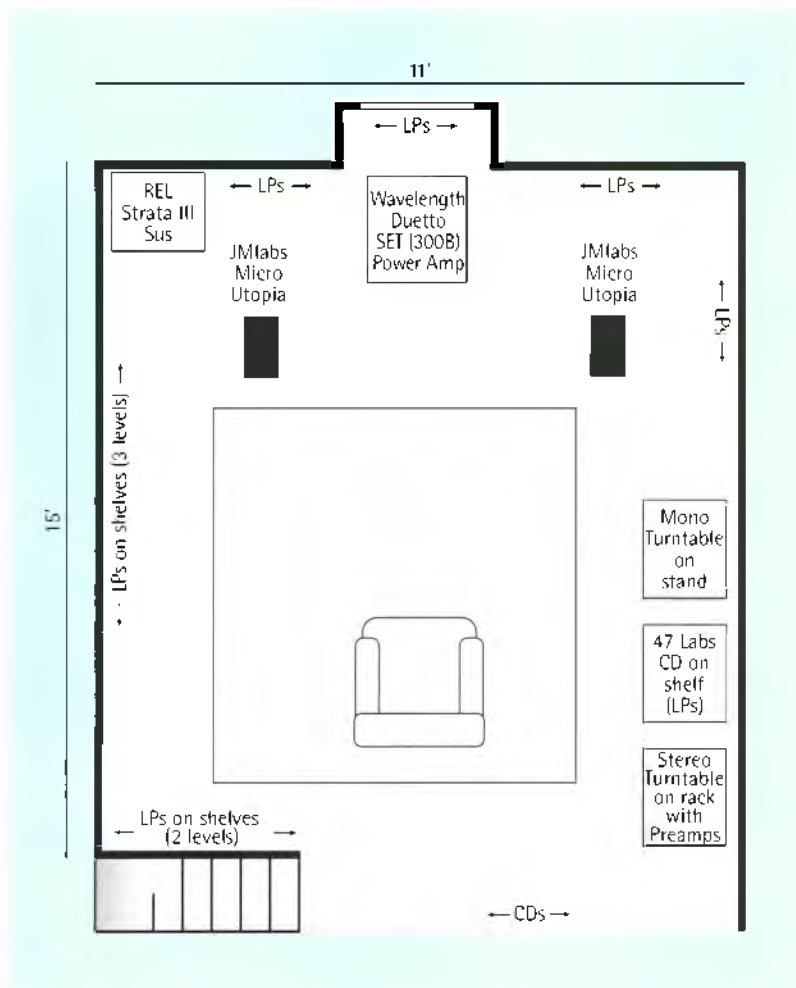 11'
← LPs →
REL
Strata III
Sus
← LPs →
Wavelength
Duetto
SET (300B)
Power Amp
← LPs →
JMlabs
Micro
Utopia
JMlabs
Micro
Utopia
← LPs →
← LPs on shelves (3 levels) →
15'
Mono
Turntable
on
stand
47 Labs
CD on
shelf
(LPs)
Stereo
Turntable
on rack
with
Preamps
← LPs on shelves →
(2 levels)
← CDs →